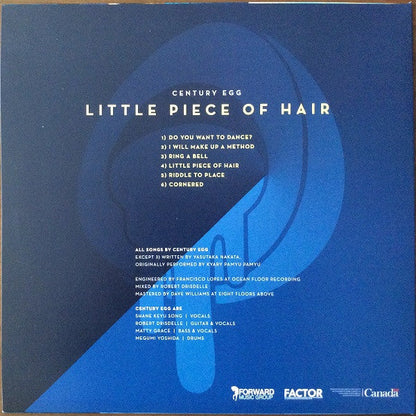 CENTURY EGG
LITTLE PIECE OF HAIR
1) DO YOU WANT TO DANCE?
2) I WILL MAKE UP A METHOD
3) RING A BELL
4) LITTLE PIECE OF HAIR
5) RIDDLE TO PLACE
6) CORNERED
ALL SONGS BY CENTURY EGG
EXCEPT 3) WRITTEN BY YASUTAKA NAKATA,
ORIGINALLY PERFORMED BY KYARY PAMYU PAMYU
ENGINEERED BY FRANCISCO LOPES AT OCEAN FLOOR RECORDING
MIXED BY ROBERT DRISDELLE
MASTERED BY DAVE WILLIAMS AT EIGHT FLOORS ABOVE
CENTURY EGG ARE
SHANE KEYU SONG | VOCALS
ROBERT DRISDELLE | GUITAR & VOCALS
MATTY GRACE | BASS & VOCALS
MEGUMI YOSHIDA | DRUMS
FORWARD
MUSIC GROUP
FACTOR
Canada